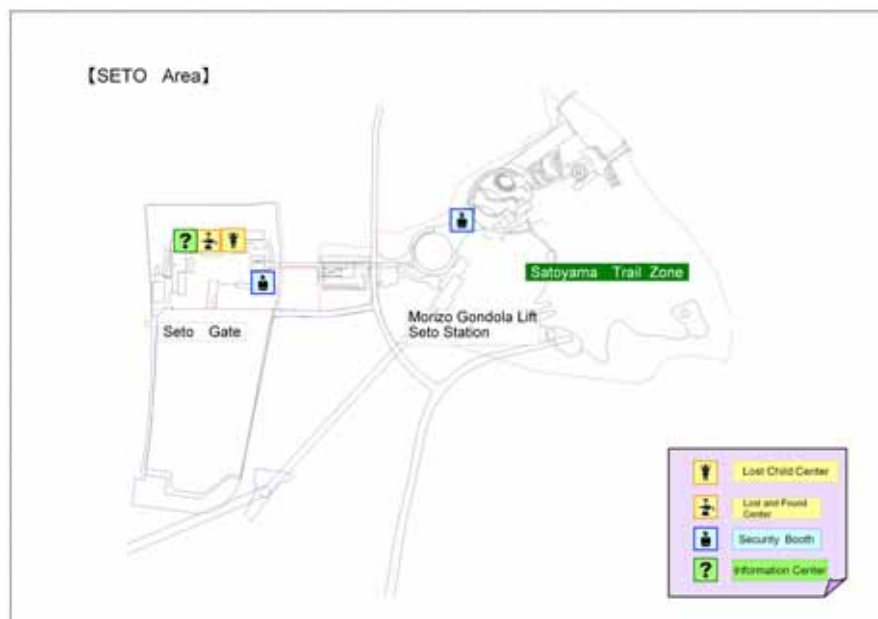 【SETO Area】
Satoyama Trail Zone
Morizo Gondola Lift
Seto Station
Seto Gate
Lost Child Center
Lost and Found
Center
Security Booth
? Information Center